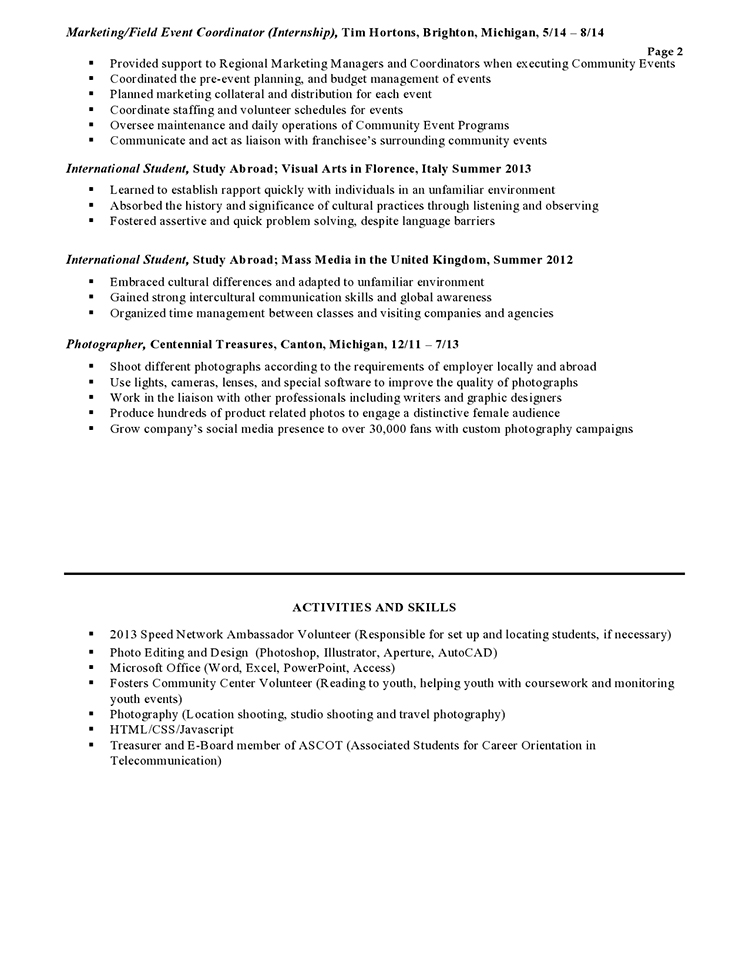 Marketing/Field Event Coordinator (Internship), Tim Hortons, Brighton, Michigan, 5/14 – 8/14
Page 2
▪ Provided support to Regional Marketing Managers and Coordinators when executing Community Events
▪ Coordinated the pre-event planning, and budget management of events
▪ Planned marketing collateral and distribution for each event
▪ Coordinate staffing and volunteer schedules for events
▪ Oversee maintenance and daily operations of Community Event Programs
▪ Communicate and act as liaison with franchisee's surrounding community events
International Student, Study Abroad; Visual Arts in Florence, Italy Summer 2013
▪ Learned to establish rapport quickly with individuals in an unfamiliar environment
▪ Absorbed the history and significance of cultural practices through listening and observing
▪ Fostered assertive and quick problem solving, despite language barriers
International Student, Study Abroad; Mass Media in the United Kingdom, Summer 2012
▪ Embraced cultural differences and adapted to unfamiliar environment
▪ Gained strong intercultural communication skills and global awareness
▪ Organized time management between classes and visiting companies and agencies
Photographer, Centennial Treasures, Canton, Michigan, 12/11 – 7/13
▪ Shoot different photographs according to the requirements of employer locally and abroad
▪ Use lights, cameras, lenses, and special software to improve the quality of photographs
▪ Work in the liaison with other professionals including writers and graphic designers
▪ Produce hundreds of product related photos to engage a distinctive female audience
▪ Grow company's social media presence to over 30,000 fans with custom photography campaigns
ACTIVITIES AND SKILLS
▪ 2013 Speed Network Ambassador Volunteer (Responsible for set up and locating students, if necessary)
▪ Photo Editing and Design (Photoshop, Illustrator, Aperture, AutoCAD)
▪ Microsoft Office (Word, Excel, PowerPoint, Access)
▪ Fosters Community Center Volunteer (Reading to youth, helping youth with coursework and monitoring
youth events)
▪ Photography (Location shooting, studio shooting and travel photography)
▪ HTML/CSS/Javascript
▪ Treasurer and E-Board member of ASCOT (Associated Students for Career Orientation in
Telecommunication)